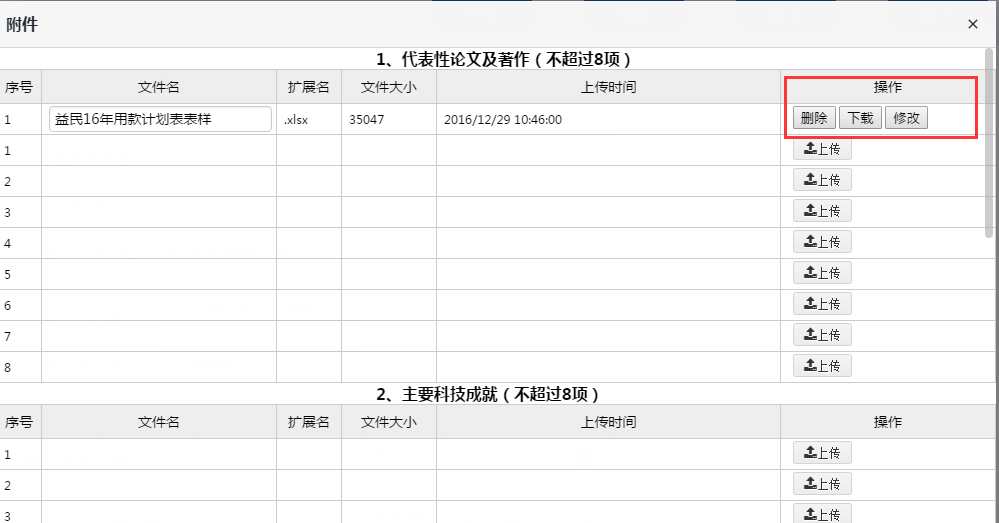 附件 ×
1、代表性论文及著作（不超过8项）
序号 文件名 扩展名 文件大小 上传时间 操作
1 益民16年用款计划表表样 .xlsx 35047 2016/12/29 10:46:00 删除 下载 修改
1 上传
2 上传
3 上传
4 上传
5 上传
6 上传
7 上传
8 上传
2、主要科技成就（不超过8项）
序号 文件名 扩展名 文件大小 上传时间 操作
1 上传
2 上传
3 上传